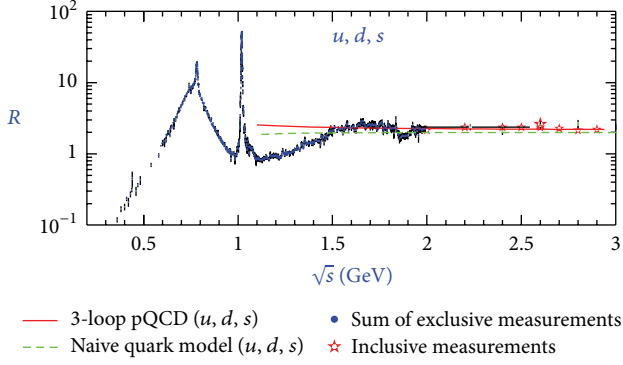 10²
u, d, s
10
R
1
10⁻¹
0.5 1 1.5 2 2.5 3
√s (GeV)
3-loop pQCD (u, d, s)
Sum of exclusive measurements
Naive quark model (u, d, s)
Inclusive measurements